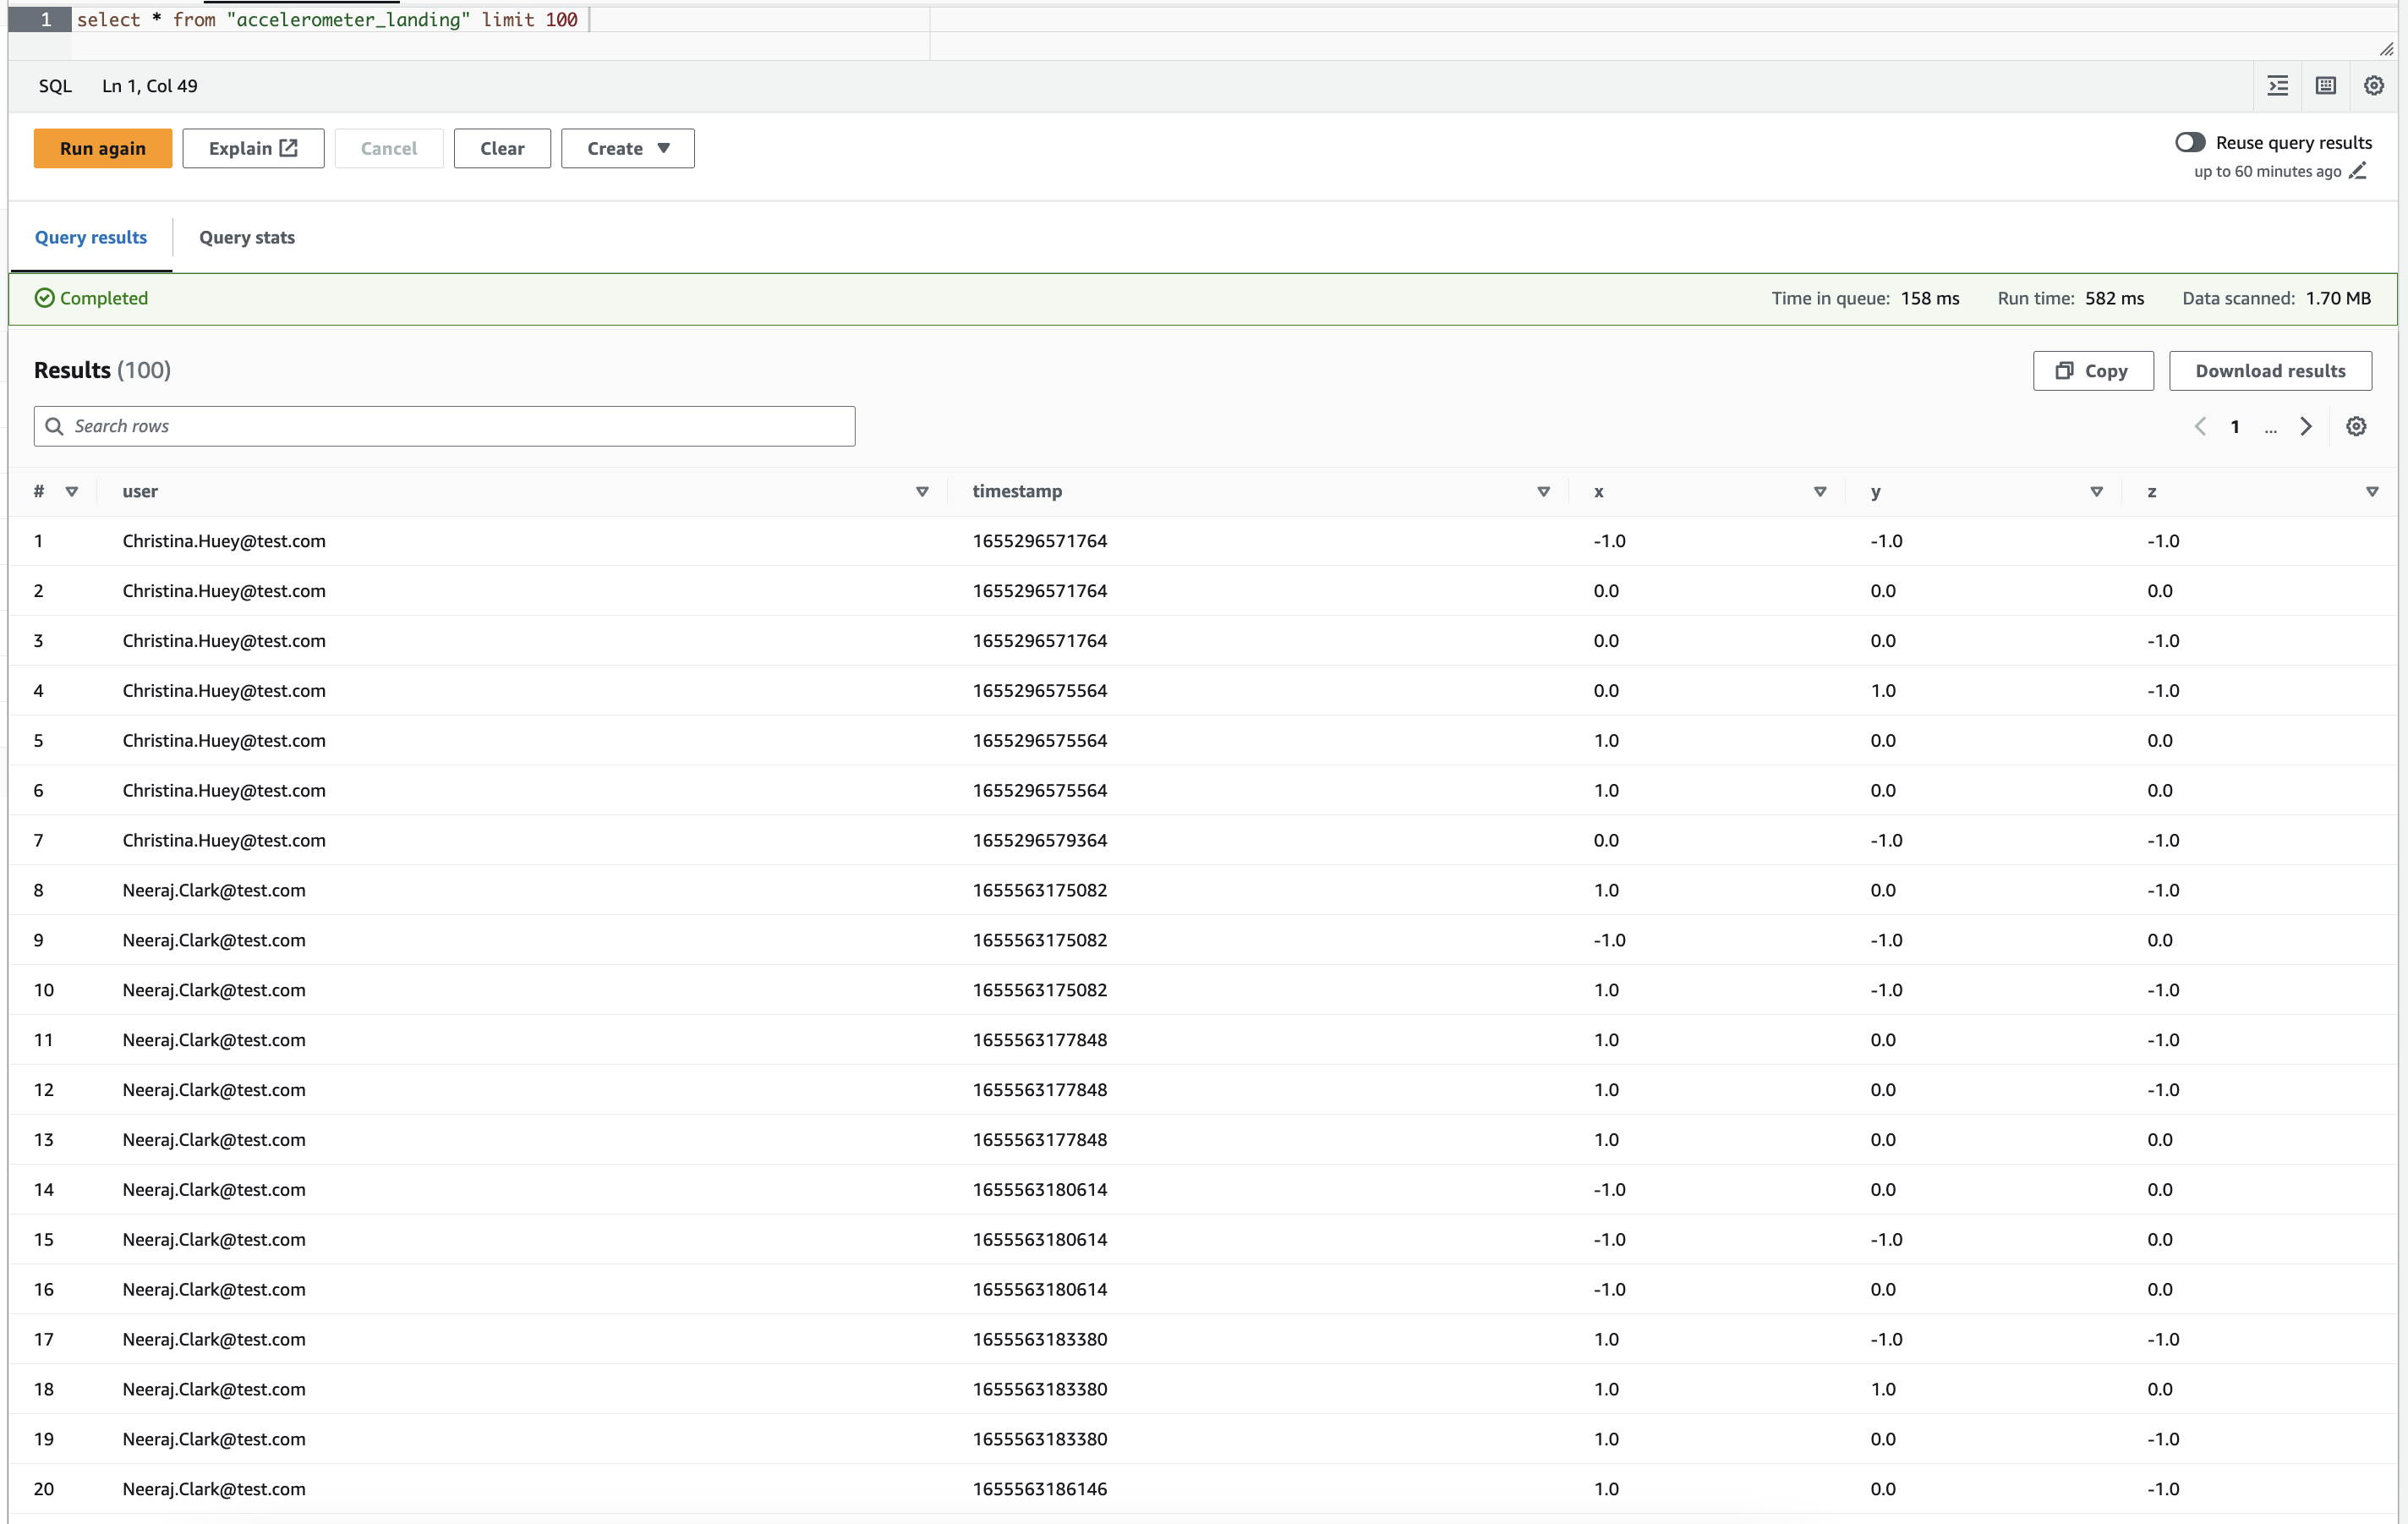 1 select * from "accelerometer_landing" limit 100
SQL Ln 1, Col 49
Run again Explain Cancel Clear Create Reuse query results
up to 60 minutes ago
Query results Query stats
Completed Time in queue: 158 ms Run time: 582 ms Data scanned: 1.70 MB
Results (100) Copy Download results
Search rows 1 ...
# user timestamp x y z
1 Christina.Huey@test.com 1655296571764 -1.0 -1.0 -1.0
2 Christina.Huey@test.com 1655296571764 0.0 0.0 0.0
3 Christina.Huey@test.com 1655296571764 0.0 0.0 -1.0
4 Christina.Huey@test.com 1655296575564 0.0 1.0 -1.0
5 Christina.Huey@test.com 1655296575564 1.0 0.0 0.0
6 Christina.Huey@test.com 1655296575564 1.0 0.0 0.0
7 Christina.Huey@test.com 1655296579364 0.0 -1.0 -1.0
8 Neeraj.Clark@test.com 1655563175082 1.0 0.0 -1.0
9 Neeraj.Clark@test.com 1655563175082 -1.0 -1.0 0.0
10 Neeraj.Clark@test.com 1655563175082 1.0 -1.0 -1.0
11 Neeraj.Clark@test.com 1655563177848 1.0 0.0 -1.0
12 Neeraj.Clark@test.com 1655563177848 1.0 0.0 -1.0
13 Neeraj.Clark@test.com 1655563177848 1.0 0.0 0.0
14 Neeraj.Clark@test.com 1655563180614 -1.0 0.0 0.0
15 Neeraj.Clark@test.com 1655563180614 -1.0 -1.0 0.0
16 Neeraj.Clark@test.com 1655563180614 -1.0 0.0 0.0
17 Neeraj.Clark@test.com 1655563183380 1.0 -1.0 -1.0
18 Neeraj.Clark@test.com 1655563183380 1.0 1.0 0.0
19 Neeraj.Clark@test.com 1655563183380 1.0 0.0 -1.0
20 Neeraj.Clark@test.com 1655563186146 1.0 0.0 -1.0